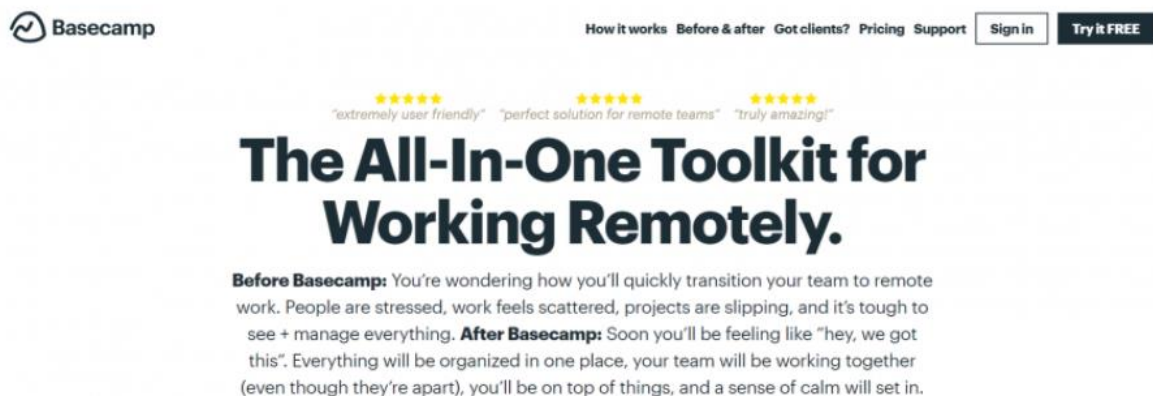 Basecamp
How it works Before & after Got clients? Pricing Support Sign in Try it FREE
"extremely user friendly" "perfect solution for remote teams" "truly amazing!"
The All-In-One Toolkit for
Working Remotely.
Before Basecamp: You're wondering how you'll quickly transition your team to remote
work. People are stressed, work feels scattered, projects are slipping, and it's tough to
see + manage everything. After Basecamp: Soon you'll be feeling like "hey, we got
this". Everything will be organized in one place, your team will be working together
(even though they're apart), you'll be on top of things, and a sense of calm will set in.